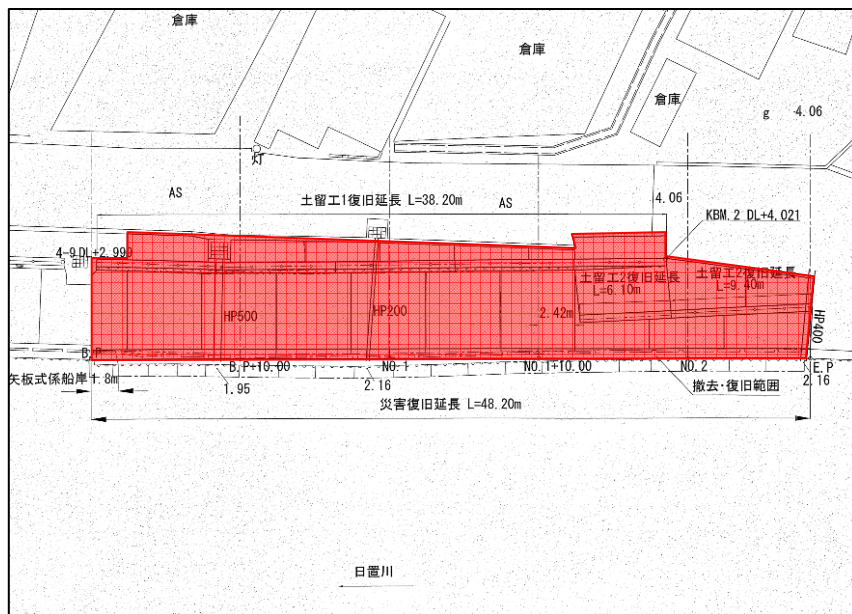 倉庫
倉庫
倉庫
g 4.06
灯
AS
土留工1復旧延長 L=38.20m
AS
4.06
KBM.2 DL+4.021
4-9 DL+2.999
土留工2復旧延長
L=6.10m
土留工2復旧延長
L=9.40m
HP500
HP200
2.42m
HP400
B.P
B.P+10.00
NO.1
NO.1+10.00
NO.2
E.P
矢板式係船岸 1.8m
1.95
2.16
撤去・復旧範囲
2.16
災害復旧延長 L=48.20m
日置川